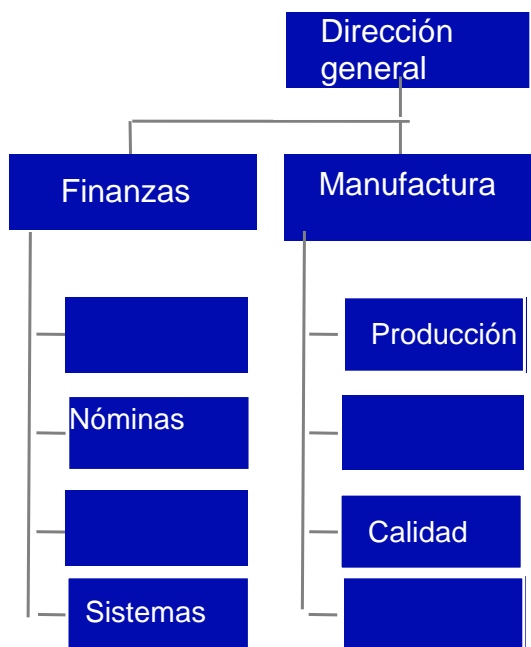 Dirección
general
Finanzas
Manufactura
Producción
Nóminas
Calidad
Sistemas